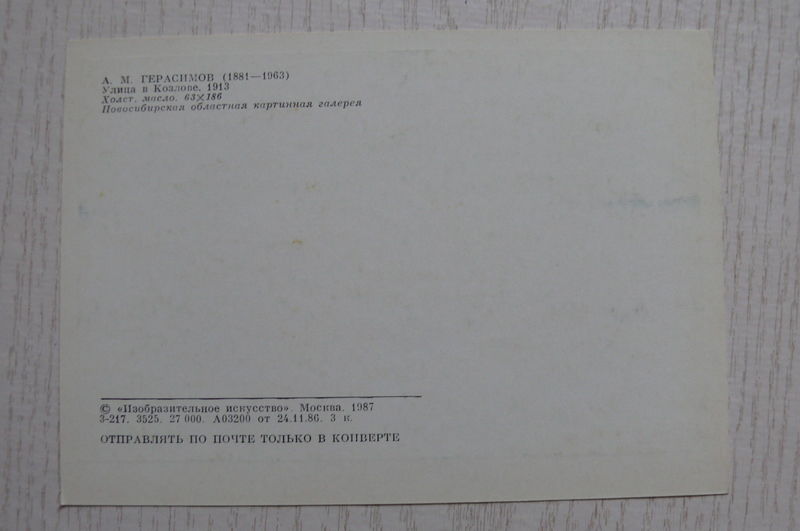 А. М. ГЕРАСИМОВ (1881—1963)
Улица в Козлове. 1913
Холст, масло. 63×186
Новосибирская областная картинная галерея
© «Изобразительное искусство». Москва. 1987
3-217. 3525. 27 000. А03200 от 24.11.86. 3 к.
ОТПРАВЛЯТЬ ПО ПОЧТЕ ТОЛЬКО В КОНВЕРТЕ